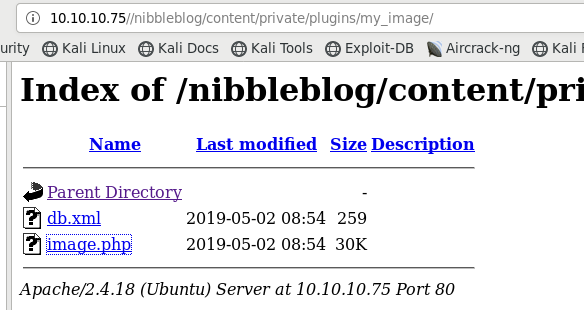 10.10.10.75//nibbleblog/content/private/plugins/my_image/
urity Kali Linux Kali Docs Kali Tools Exploit-DB Aircrack-ng Kali F
Index of /nibbleblog/content/pri
Name Last modified Size Description
Parent Directory -
db.xml 2019-05-02 08:54 259
image.php 2019-05-02 08:54 30K
Apache/2.4.18 (Ubuntu) Server at 10.10.10.75 Port 80